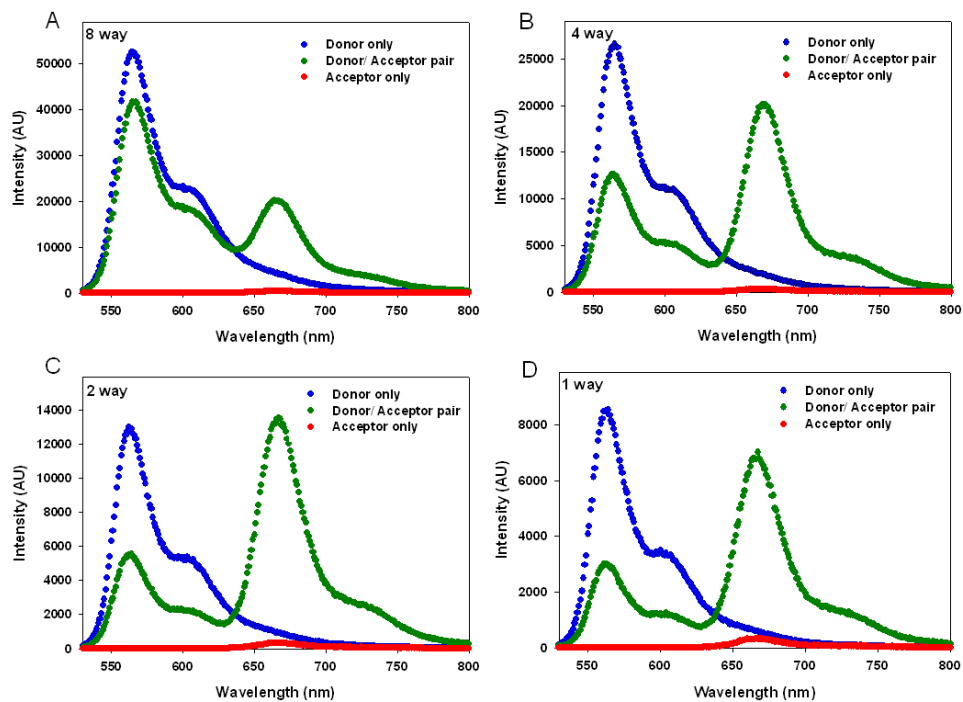 A
8 way
Donor only
Donor/ Acceptor pair
Acceptor only
Intensity (AU)
50000
40000
30000
20000
10000
0
550 600 650 700 750 800
Wavelength (nm)
B
4 way
Donor only
Donor/ Acceptor pair
Acceptor only
Intensity (AU)
25000
20000
15000
10000
5000
0
550 600 650 700 750 800
Wavelength (nm)
C
2 way
Donor only
Donor/ Acceptor pair
Acceptor only
Intensity (AU)
14000
12000
10000
8000
6000
4000
2000
0
550 600 650 700 750 800
Wavelength (nm)
D
1 way
Donor only
Donor/ Acceptor pair
Acceptor only
Intensity (AU)
8000
6000
4000
2000
0
550 600 650 700 750 800
Wavelength (nm)